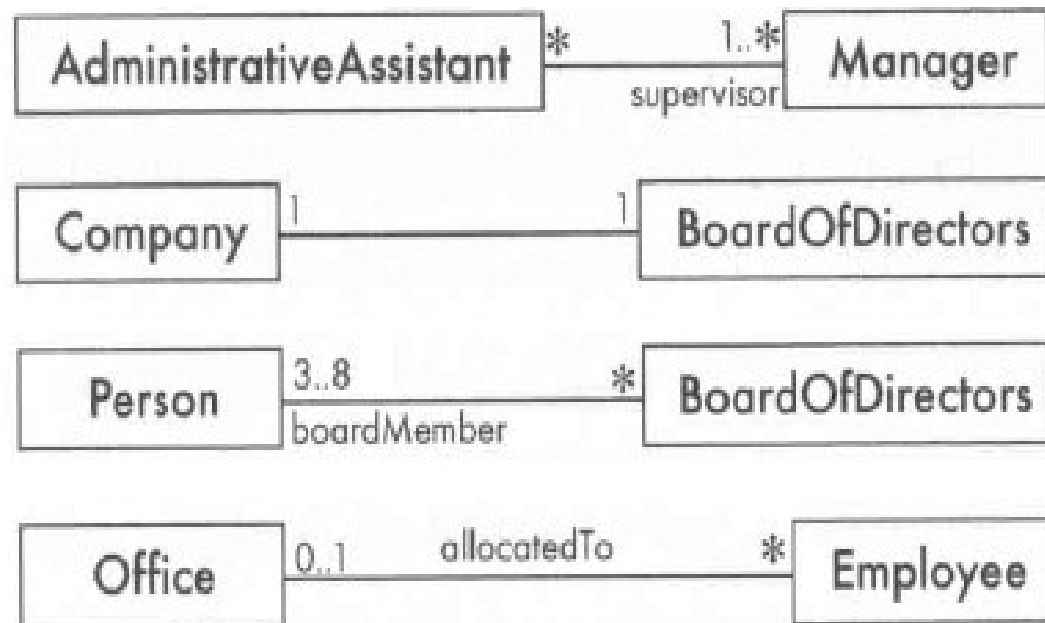 AdministrativeAssistant * 1..* Manager
supervisor
Company 1 1 BoardOfDirectors
Person 3..8 * BoardOfDirectors
boardMember
Office 0..1 allocatedTo * Employee